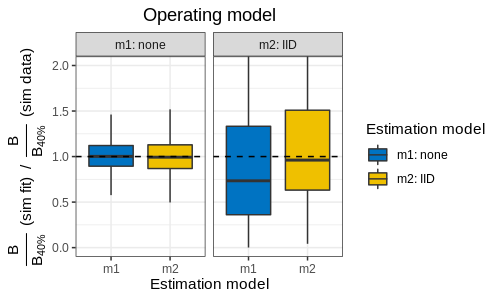 Operating model
m1: none
m2: IID
B/B40% (sim fit) / B/B40% (sim data)
2.0
1.5
1.0
0.5
0.0
m1
m2
m1
m2
Estimation model
Estimation model
m1: none
m2: IID